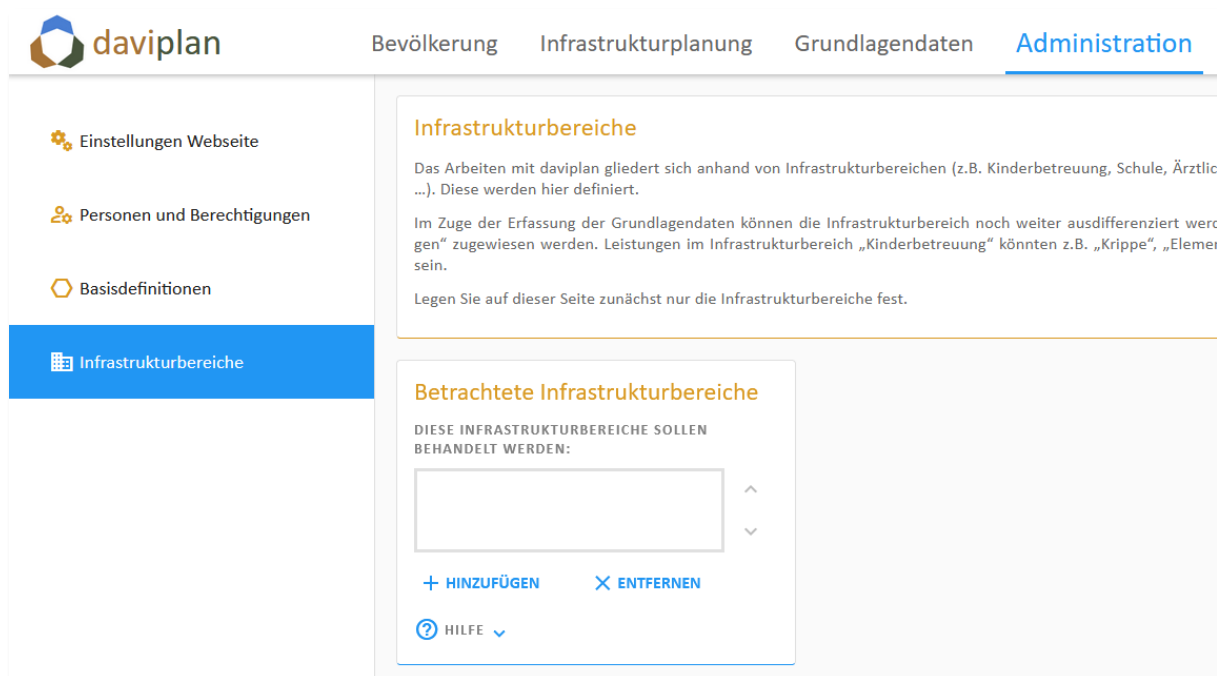 daviplan
Bevölkerung Infrastrukturplanung Grundlagendaten Administration
Einstellungen Webseite
Personen und Berechtigungen
Basisdefinitionen
Infrastrukturbereiche
Infrastrukturbereiche
Das Arbeiten mit daviplan gliedert sich anhand von Infrastrukturbereichen (z.B. Kinderbetreuung, Schule, Ärztlic
…). Diese werden hier definiert.
Im Zuge der Erfassung der Grundlagendaten können die Infrastrukturbereich noch weiter ausdifferenziert werd
gen“ zugewiesen werden. Leistungen im Infrastrukturbereich „Kinderbetreuung“ könnten z.B. „Krippe“, „Elemen
sein.
Legen Sie auf dieser Seite zunächst nur die Infrastrukturbereiche fest.
Betrachtete Infrastrukturbereiche
DIESE INFRASTRUKTURBEREICHE SOLLEN
BEHANDELT WERDEN:
HINZUFÜGEN ENTFERNEN
HILFE